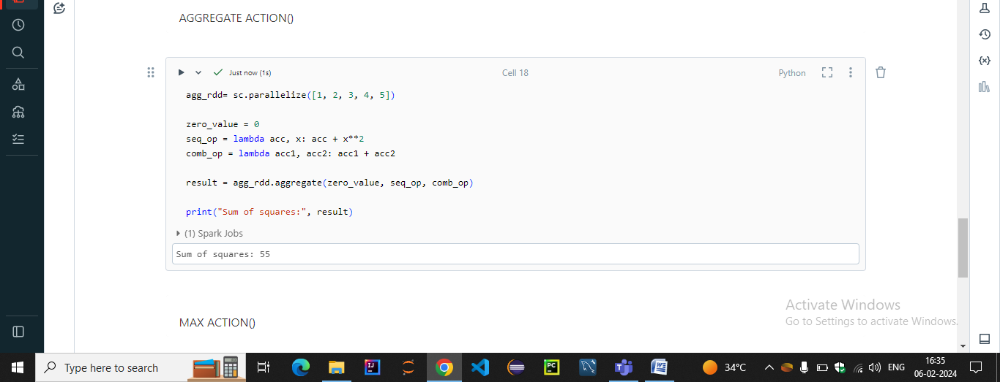 AGGREGATE ACTION()
Just now (1s)
Cell 18
Python
agg_rdd= sc.parallelize([1, 2, 3, 4, 5])
zero_value = 0
seq_op = lambda acc, x: acc + x**2
comb_op = lambda acc1, acc2: acc1 + acc2
result = agg_rdd.aggregate(zero_value, seq_op, comb_op)
print("Sum of squares:", result)
(1) Spark Jobs
Sum of squares: 55
MAX ACTION()
Activate Windows
Go to Settings to activate Windows.
Type here to search
34°C
ENG
16:35
06-02-2024